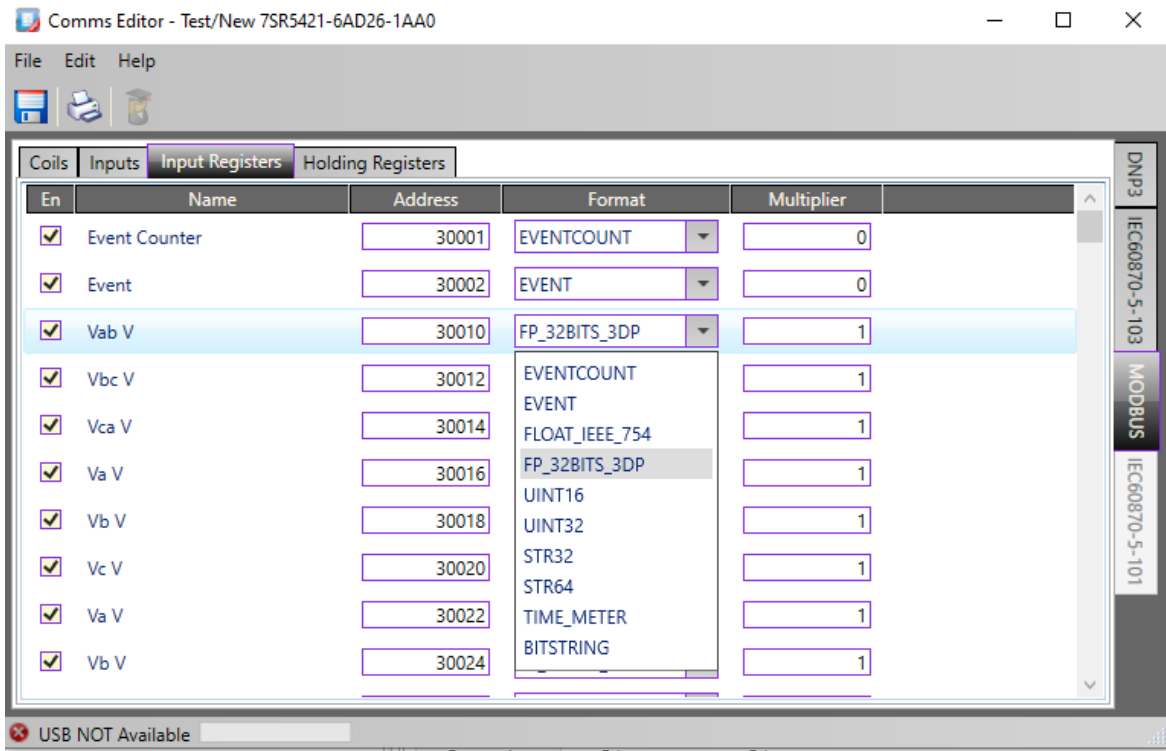 Comms Editor - Test/New 7SR5421-6AD26-1AA0
File Edit Help
Coils Inputs Input Registers Holding Registers
En Name Address Format Multiplier
Event Counter 30001 EVENTCOUNT 0
Event 30002 EVENT 0
Vab V 30010 FP_32BITS_3DP 1
Vbc V 30012 1
Vca V 30014 1
Va V 30016 1
Vb V 30018 1
Vc V 30020 1
Va V 30022 1
Vb V 30024 1
EVENTCOUNT
EVENT
FLOAT_IEEE_754
FP_32BITS_3DP
UINT16
UINT32
STR32
STR64
TIME_METER
BITSTRING
DNP3
IEC60870-5-103
MODBUS
IEC60870-5-101
USB NOT Available